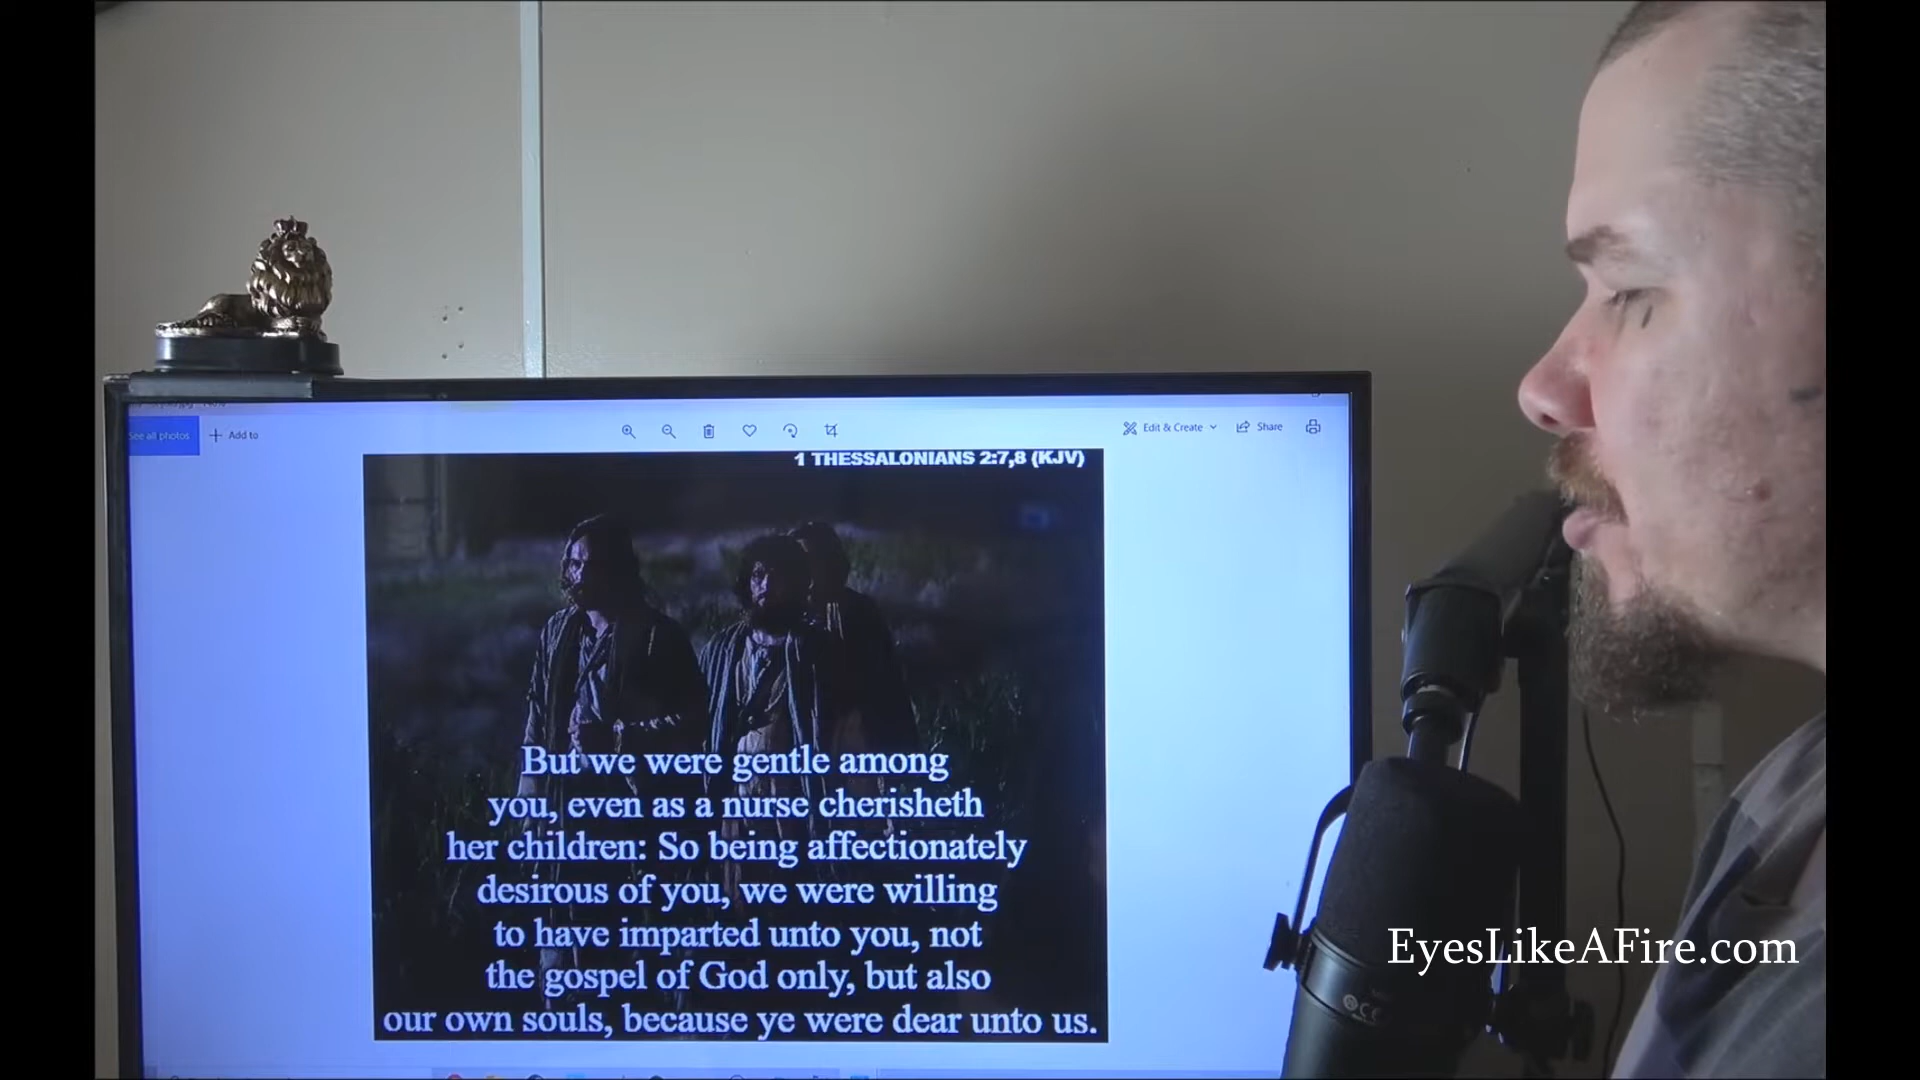 See all photos
Add to
Edit & Create
Share
1 THESSALONIANS 2:7,8 (KJV)
But we were gentle among
you, even as a nurse cherisheth
her children: So being affectionately
desirous of you, we were willing
to have imparted unto you, not
the gospel of God only, but also
our own souls, because ye were dear unto us.
EyesLikeAFire.com